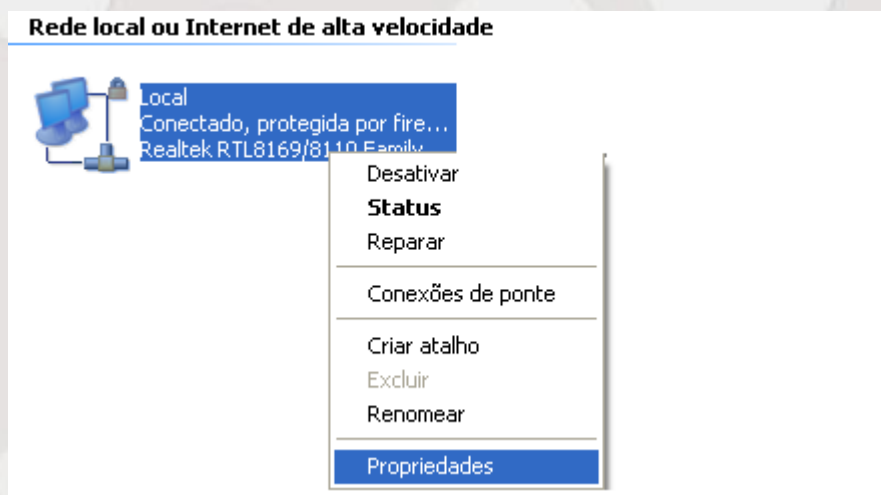 Rede local ou Internet de alta velocidade
Local
Conectado, protegida por fire...
Realtek RTL8169/8110 Family
Desativar
Status
Reparar
Conexões de ponte
Criar atalho
Excluir
Renomear
Propriedades